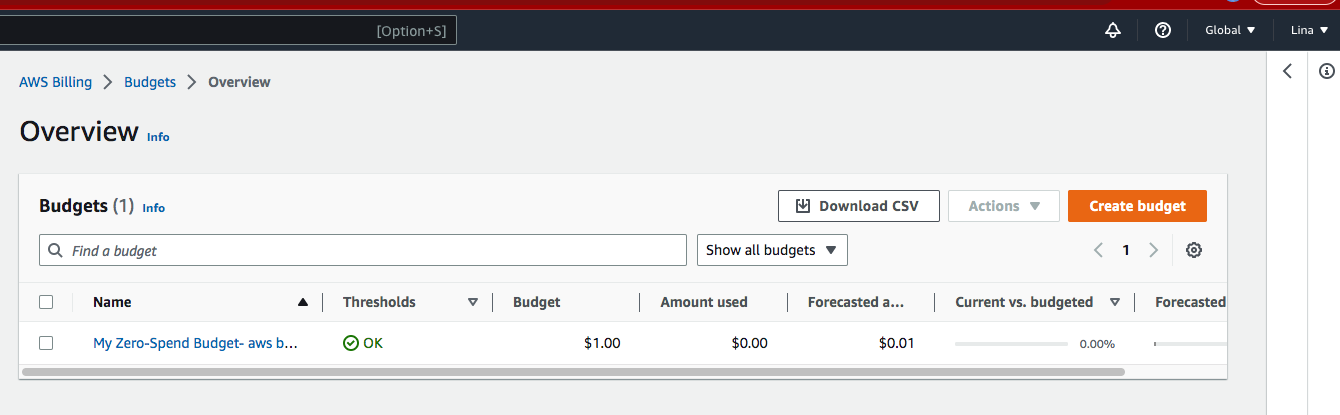 [Option+S]
Global
Lina
AWS Billing Budgets Overview
Overview Info
Budgets (1) Info
Download CSV
Actions
Create budget
Find a budget
Show all budgets
1
Name Thresholds Budget Amount used Forecasted a... Current vs. budgeted Forecasted
My Zero-Spend Budget- aws b... OK $1.00 $0.00 $0.01 0.00%